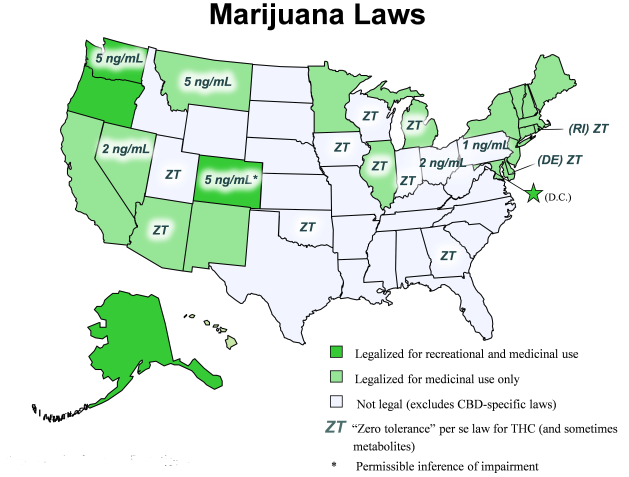 Marijuana Laws
5 ng/mL
5 ng/mL
ZT
ZT
(RI) ZT
2 ng/mL
ZT
1 ng/mL
ZT
2 ng/mL
(DE) ZT
ZT
5 ng/mL*
ZT
(D.C.)
ZT
ZT
ZT
Legalized for recreational and medicinal use
Legalized for medicinal use only
Not legal (excludes CBD-specific laws)
ZT “Zero tolerance” per se law for THC (and sometimes
metabolites)
* Permissible inference of impairment